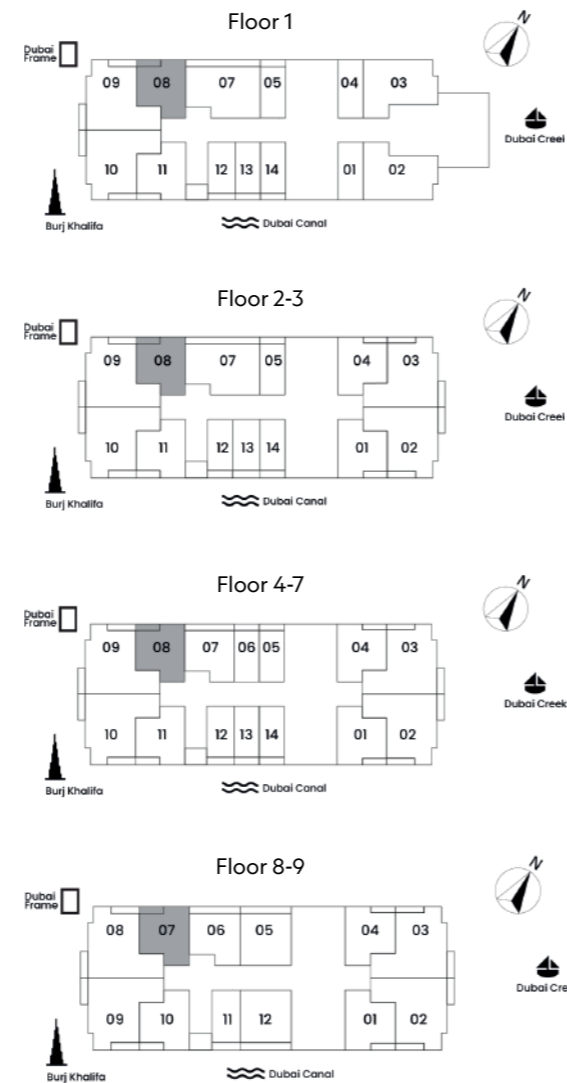 Floor 1
N
Dubai
Frame
09 08 07 05 04 03
Dubai Creek
10 11 12 13 14 01 02
Burj Khalifa
Dubai Canal
Floor 2-3
N
Dubai
Frame
09 08 07 05 04 03
Dubai Creek
10 11 12 13 14 01 02
Burj Khalifa
Dubai Canal
Floor 4-7
N
Dubai
Frame
09 08 07 06 05 04 03
Dubai Creek
10 11 12 13 14 01 02
Burj Khalifa
Dubai Canal
Floor 8-9
N
Dubai
Frame
08 07 06 05 04 03
Dubai Cre
09 10 11 12 01 02
Burj Khalifa
Dubai Canal